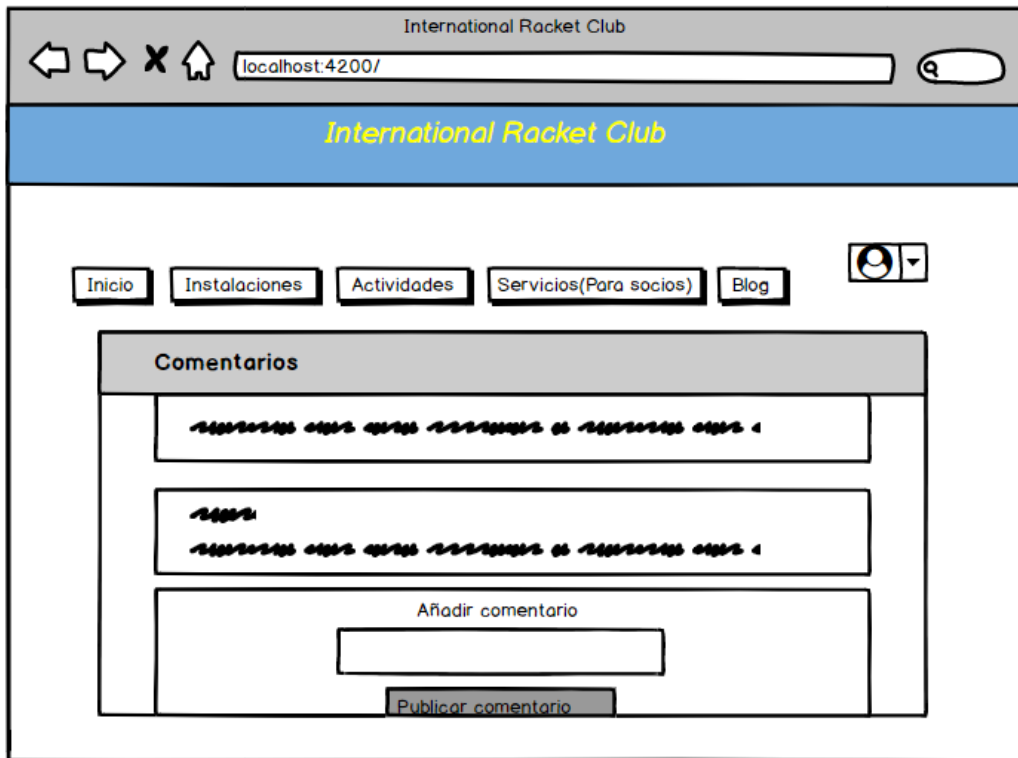 International Racket Club
localhost:4200/
International Racket Club
Inicio
Instalaciones
Actividades
Servicios(Para socios)
Blog
Comentarios
Añadir comentario
Publicar comentario